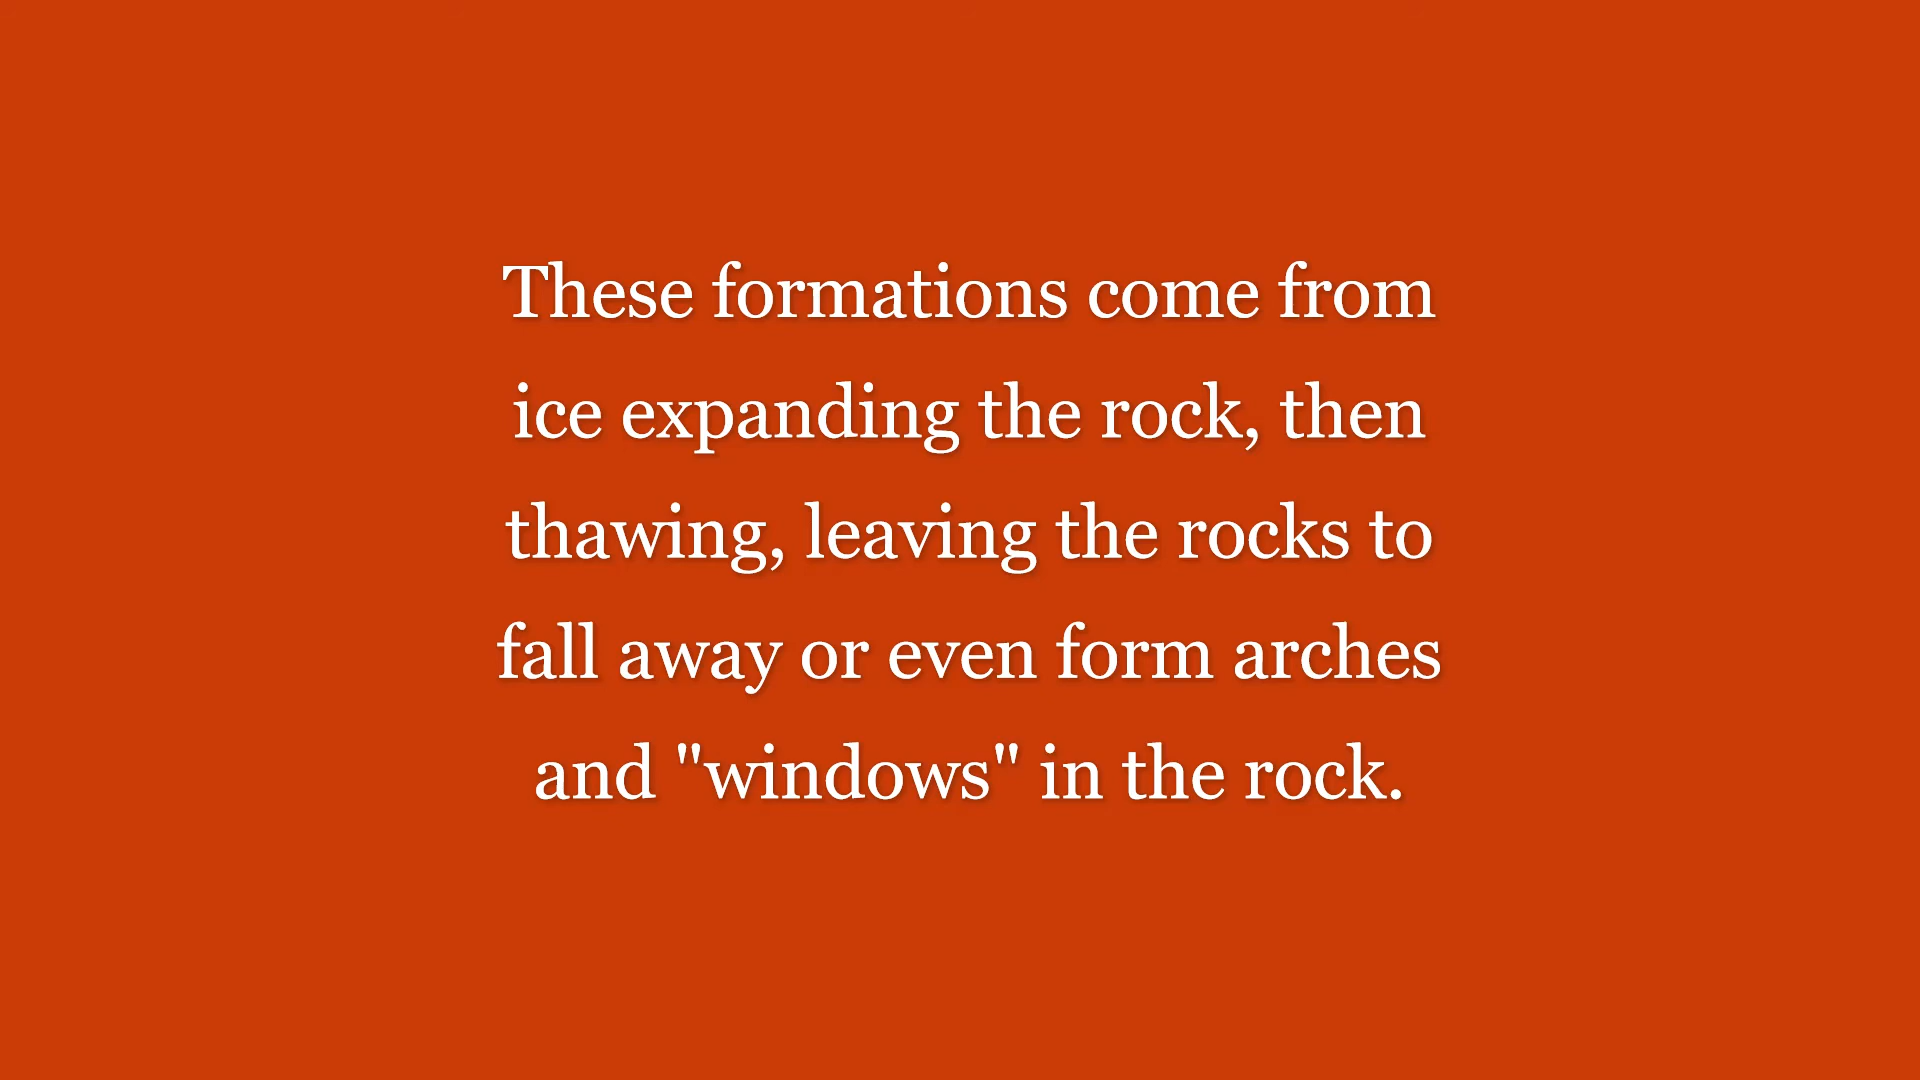 These formations come from
ice expanding the rock, then
thawing, leaving the rocks to
fall away or even form arches
and "windows" in the rock.